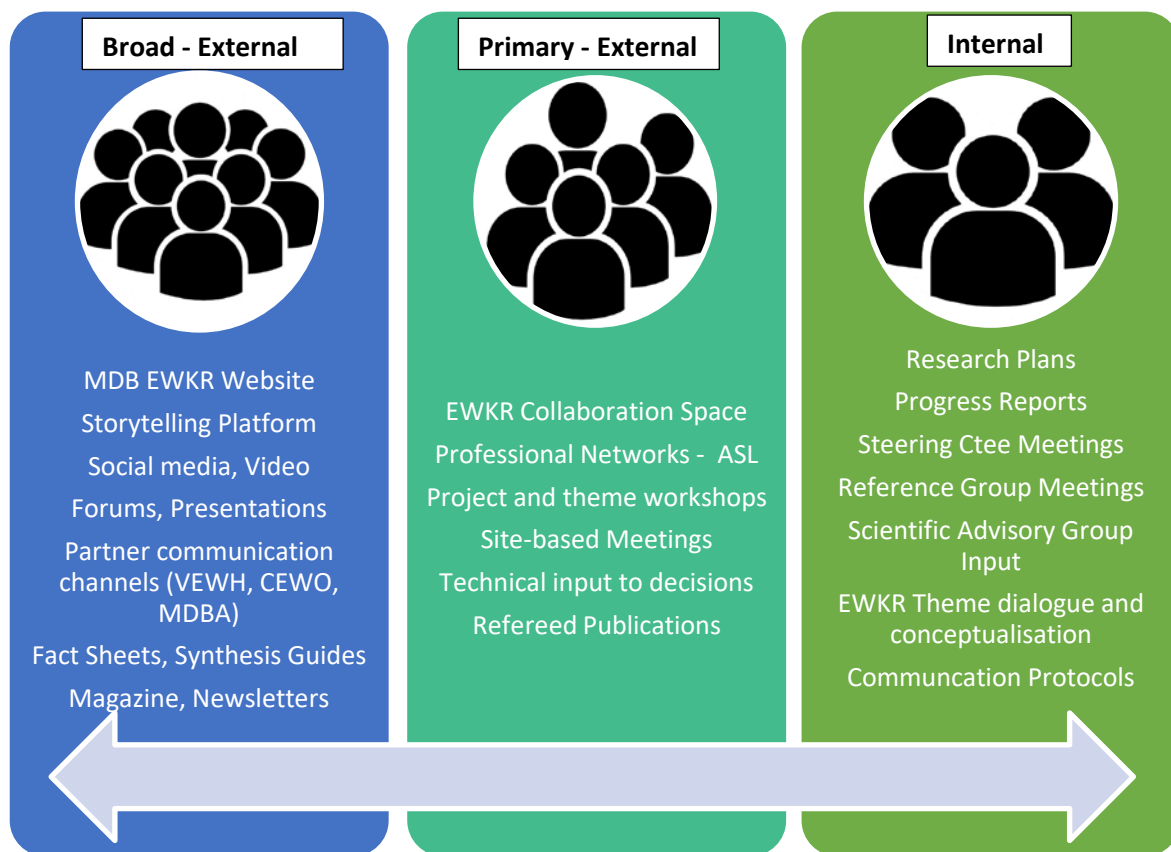 Broad - External
MDB EWKR Website
Storytelling Platform
Social media, Video
Forums, Presentations
Partner communication
channels (VEWH, CEWO,
MDBA)
Fact Sheets, Synthesis Guides
Magazine, Newsletters
Primary - External
EWKR Collaboration Space
Professional Networks - ASL
Project and theme workshops
Site-based Meetings
Technical input to decisions
Refereed Publications
Internal
Research Plans
Progress Reports
Steering Ctee Meetings
Reference Group Meetings
Scientific Advisory Group
Input
EWKR Theme dialogue and
conceptualisation
Communcation Protocols